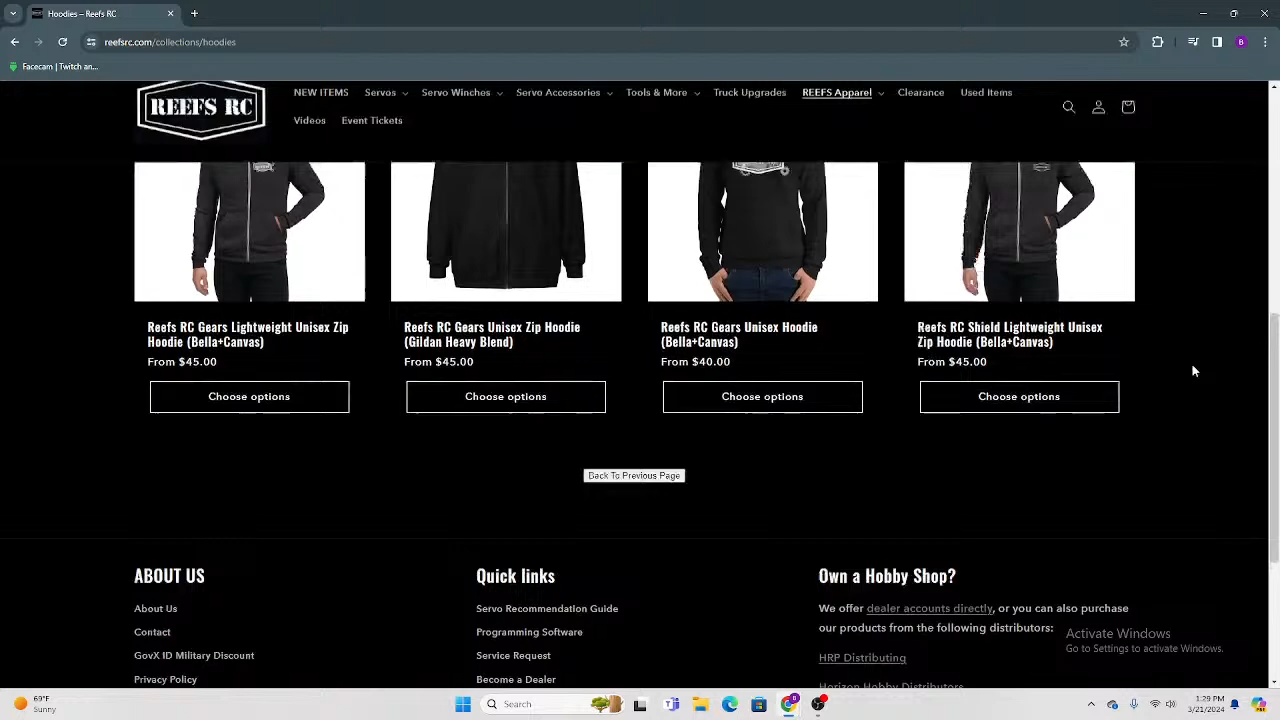 Hoodies – Reefs RC
reefsrc.com/collections/hoodies
Facecam | Twitch an...
REEFS RC
NEW ITEMS Servos Servo Winches Servo Accessories Tools & More Truck Upgrades REEFS Apparel Clearance Used Items
Videos Event Tickets
Reefs RC Gears Lightweight Unisex Zip
Hoodie (Bella+Canvas)
From $45.00
Choose options
Reefs RC Gears Unisex Zip Hoodie
(Gildan Heavy Blend)
From $45.00
Choose options
Reefs RC Gears Unisex Hoodie
(Bella+Canvas)
From $40.00
Choose options
Reefs RC Shield Lightweight Unisex
Zip Hoodie (Bella+Canvas)
From $45.00
Choose options
Back To Previous Page
ABOUT US
About Us
Contact
GovX ID Military Discount
Privacy Policy
Quick links
Servo Recommendation Guide
Programming Software
Service Request
Become a Dealer
Own a Hobby Shop?
We offer dealer accounts directly, or you can also purchase
our products from the following distributors:
HRP Distributing
Horizon Hobby Distributors
Activate Windows
Go to Settings to activate Windows.
69°F
Sunny
Search
1:29 PM
3/21/2024